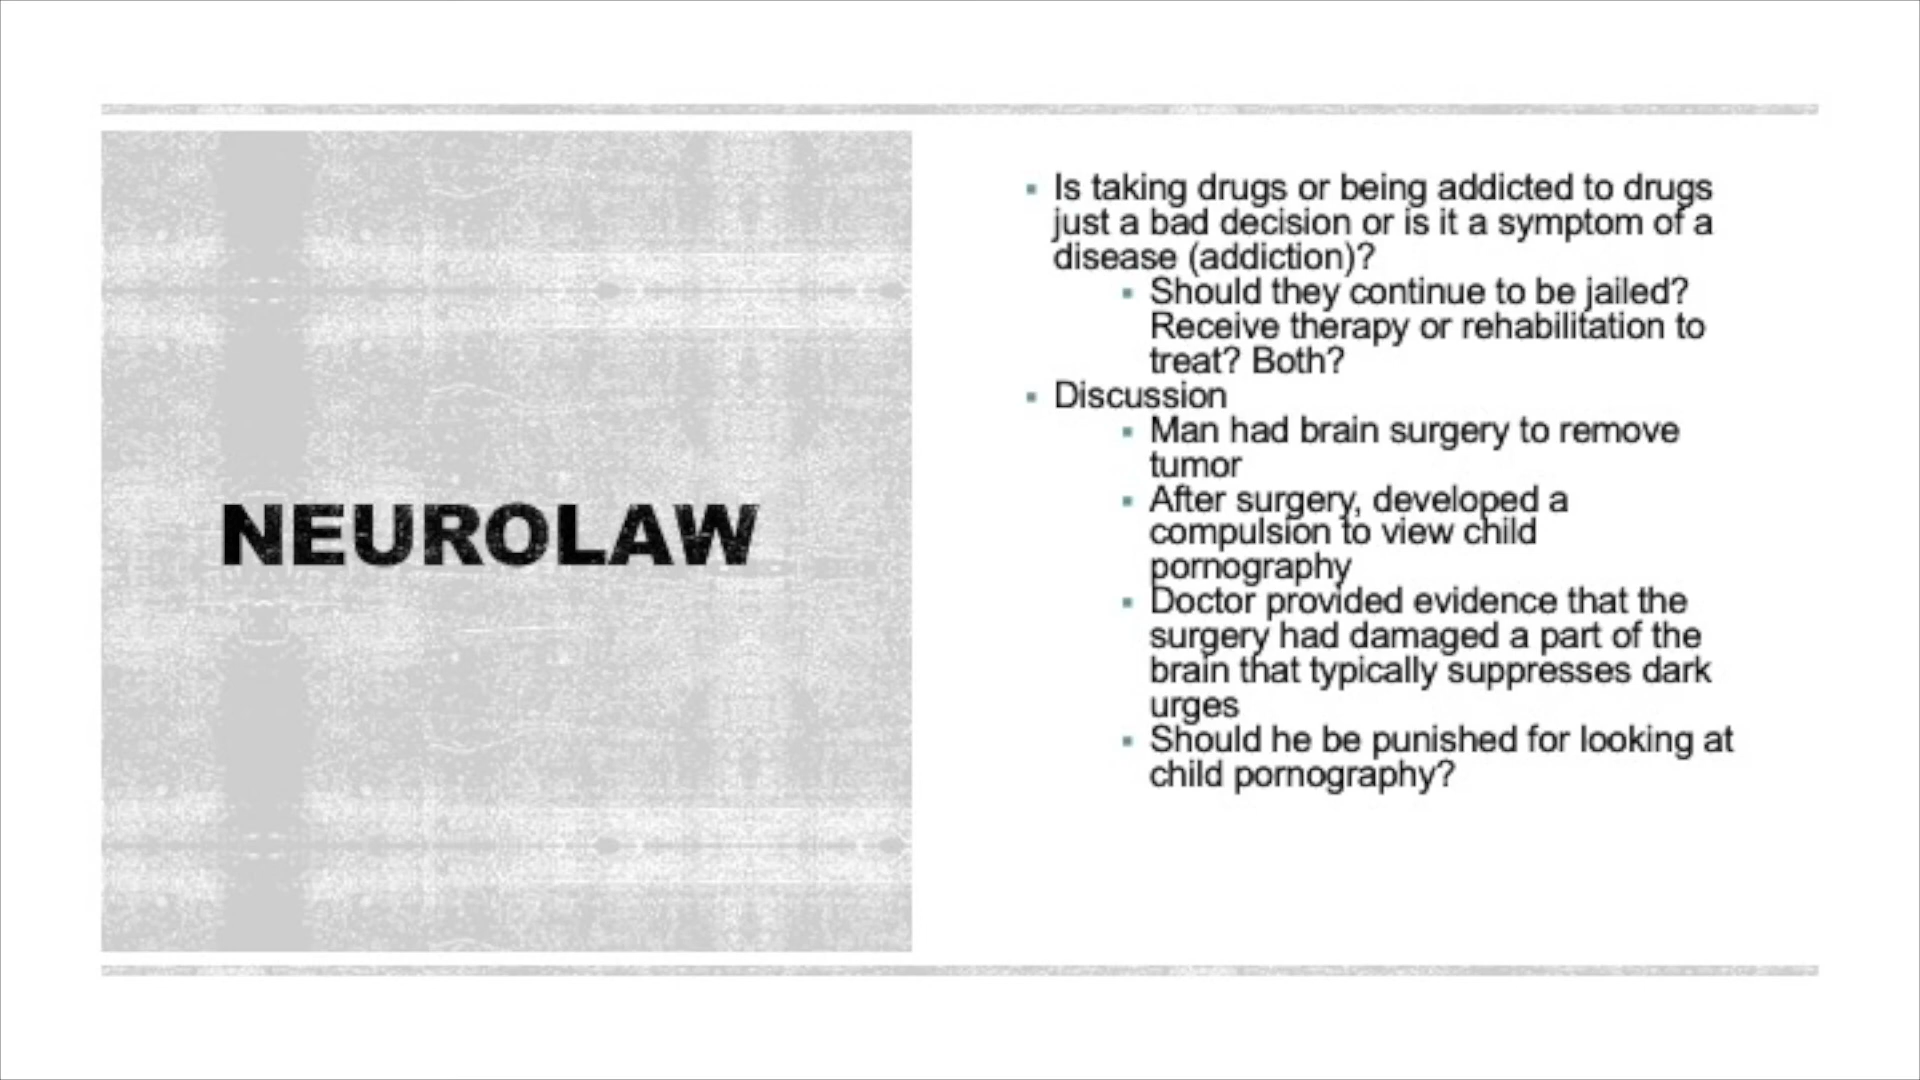 NEUROLAW
Is taking drugs or being addicted to drugs
just a bad decision or is it a symptom of a
disease (addiction)?
Should they continue to be jailed?
Receive therapy or rehabilitation to
treat? Both?
Discussion
Man had brain surgery to remove
tumor
After surgery, developed a
compulsion to view child
pornography
Doctor provided evidence that the
surgery had damaged a part of the
brain that typically suppresses dark
urges
Should he be punished for looking at
child pornography?